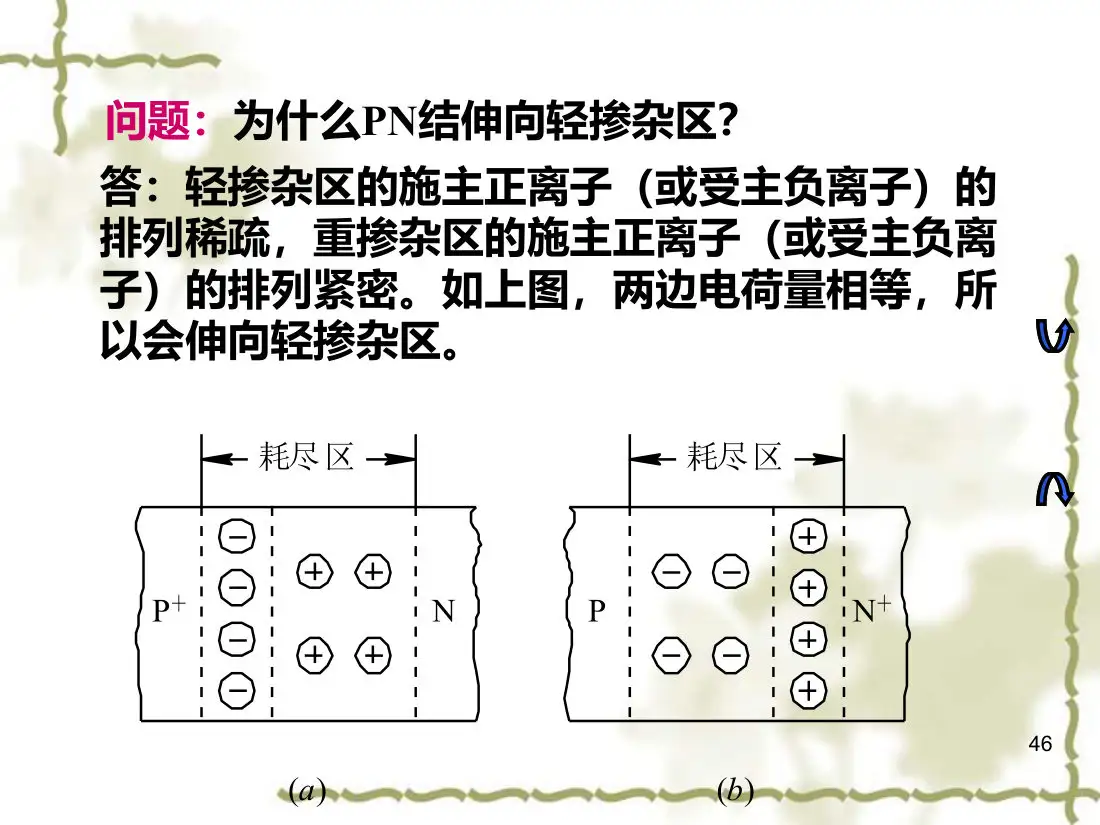 问题：为什么PN结伸向轻掺杂区？
答：轻掺杂区的施主正离子（或受主负离子）的
排列稀疏，重掺杂区的施主正离子（或受主负离
子）的排列紧密。如上图，两边电荷量相等，所
以会伸向轻掺杂区。
耗尽区 耗尽区
− + + − − +
− +
P⁺ N P N⁺
− + + − − +
− +
46
(a) (b)